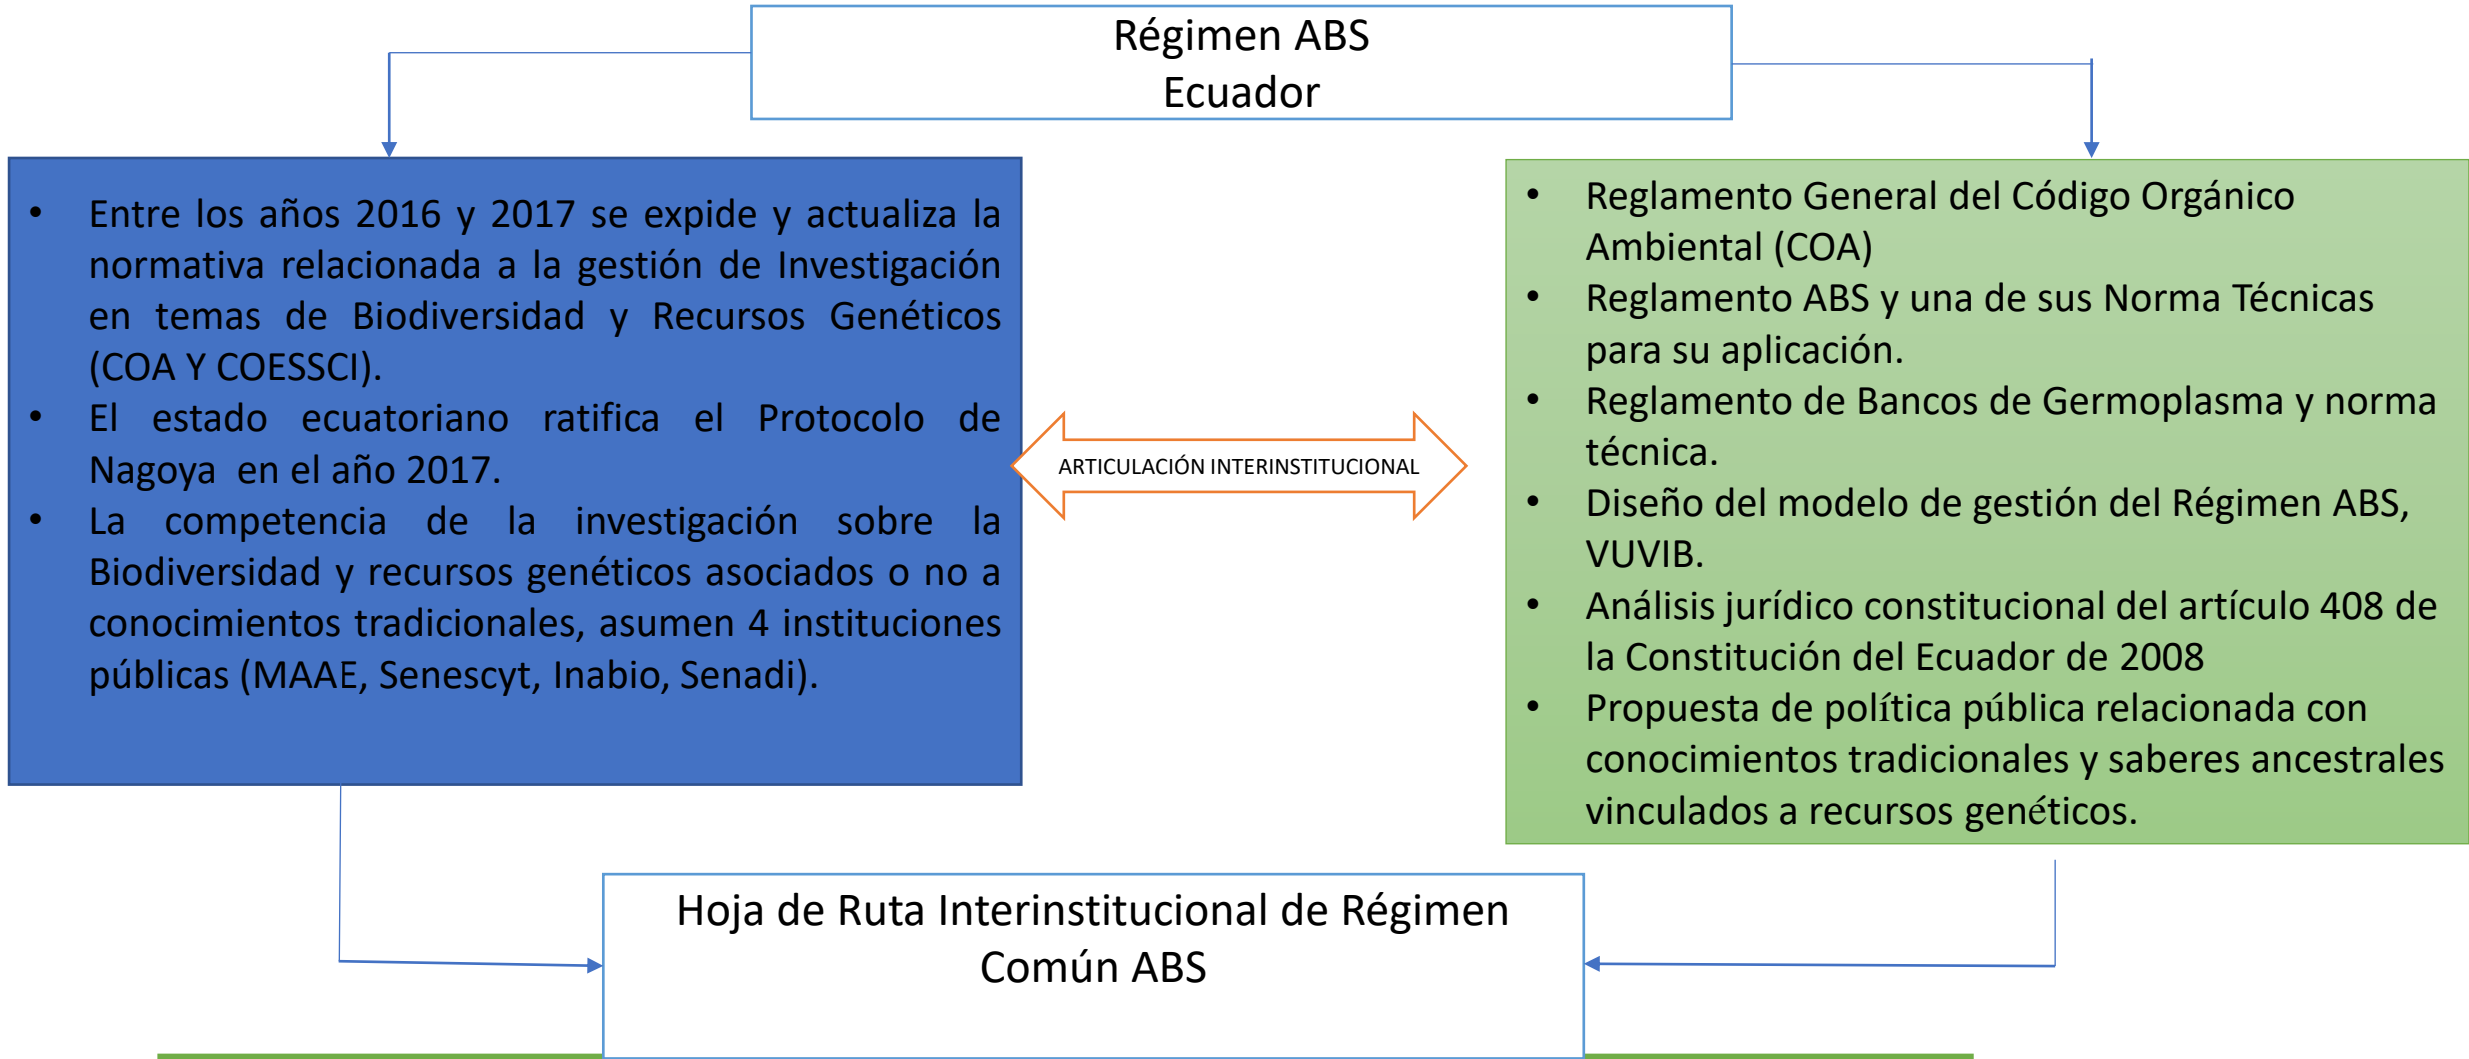 Régimen ABS
Ecuador
• Entre los años 2016 y 2017 se expide y actualiza la
normativa relacionada a la gestión de Investigación
en temas de Biodiversidad y Recursos Genéticos
(COA Y COESSCI).
• El estado ecuatoriano ratifica el Protocolo de
Nagoya en el año 2017.
• La competencia de la investigación sobre la
Biodiversidad y recursos genéticos asociados o no a
conocimientos tradicionales, asumen 4 instituciones
públicas (MAAE, Senescyt, Inabio, Senadi).
ARTICULACIÓN INTERINSTITUCIONAL
• Reglamento General del Código Orgánico
Ambiental (COA)
• Reglamento ABS y una de sus Norma Técnicas
para su aplicación.
• Reglamento de Bancos de Germoplasma y norma
técnica.
• Diseño del modelo de gestión del Régimen ABS,
VUVIB.
• Análisis jurídico constitucional del artículo 408 de
la Constitución del Ecuador de 2008
• Propuesta de política pública relacionada con
conocimientos tradicionales y saberes ancestrales
vinculados a recursos genéticos.
Hoja de Ruta Interinstitucional de Régimen
Común ABS